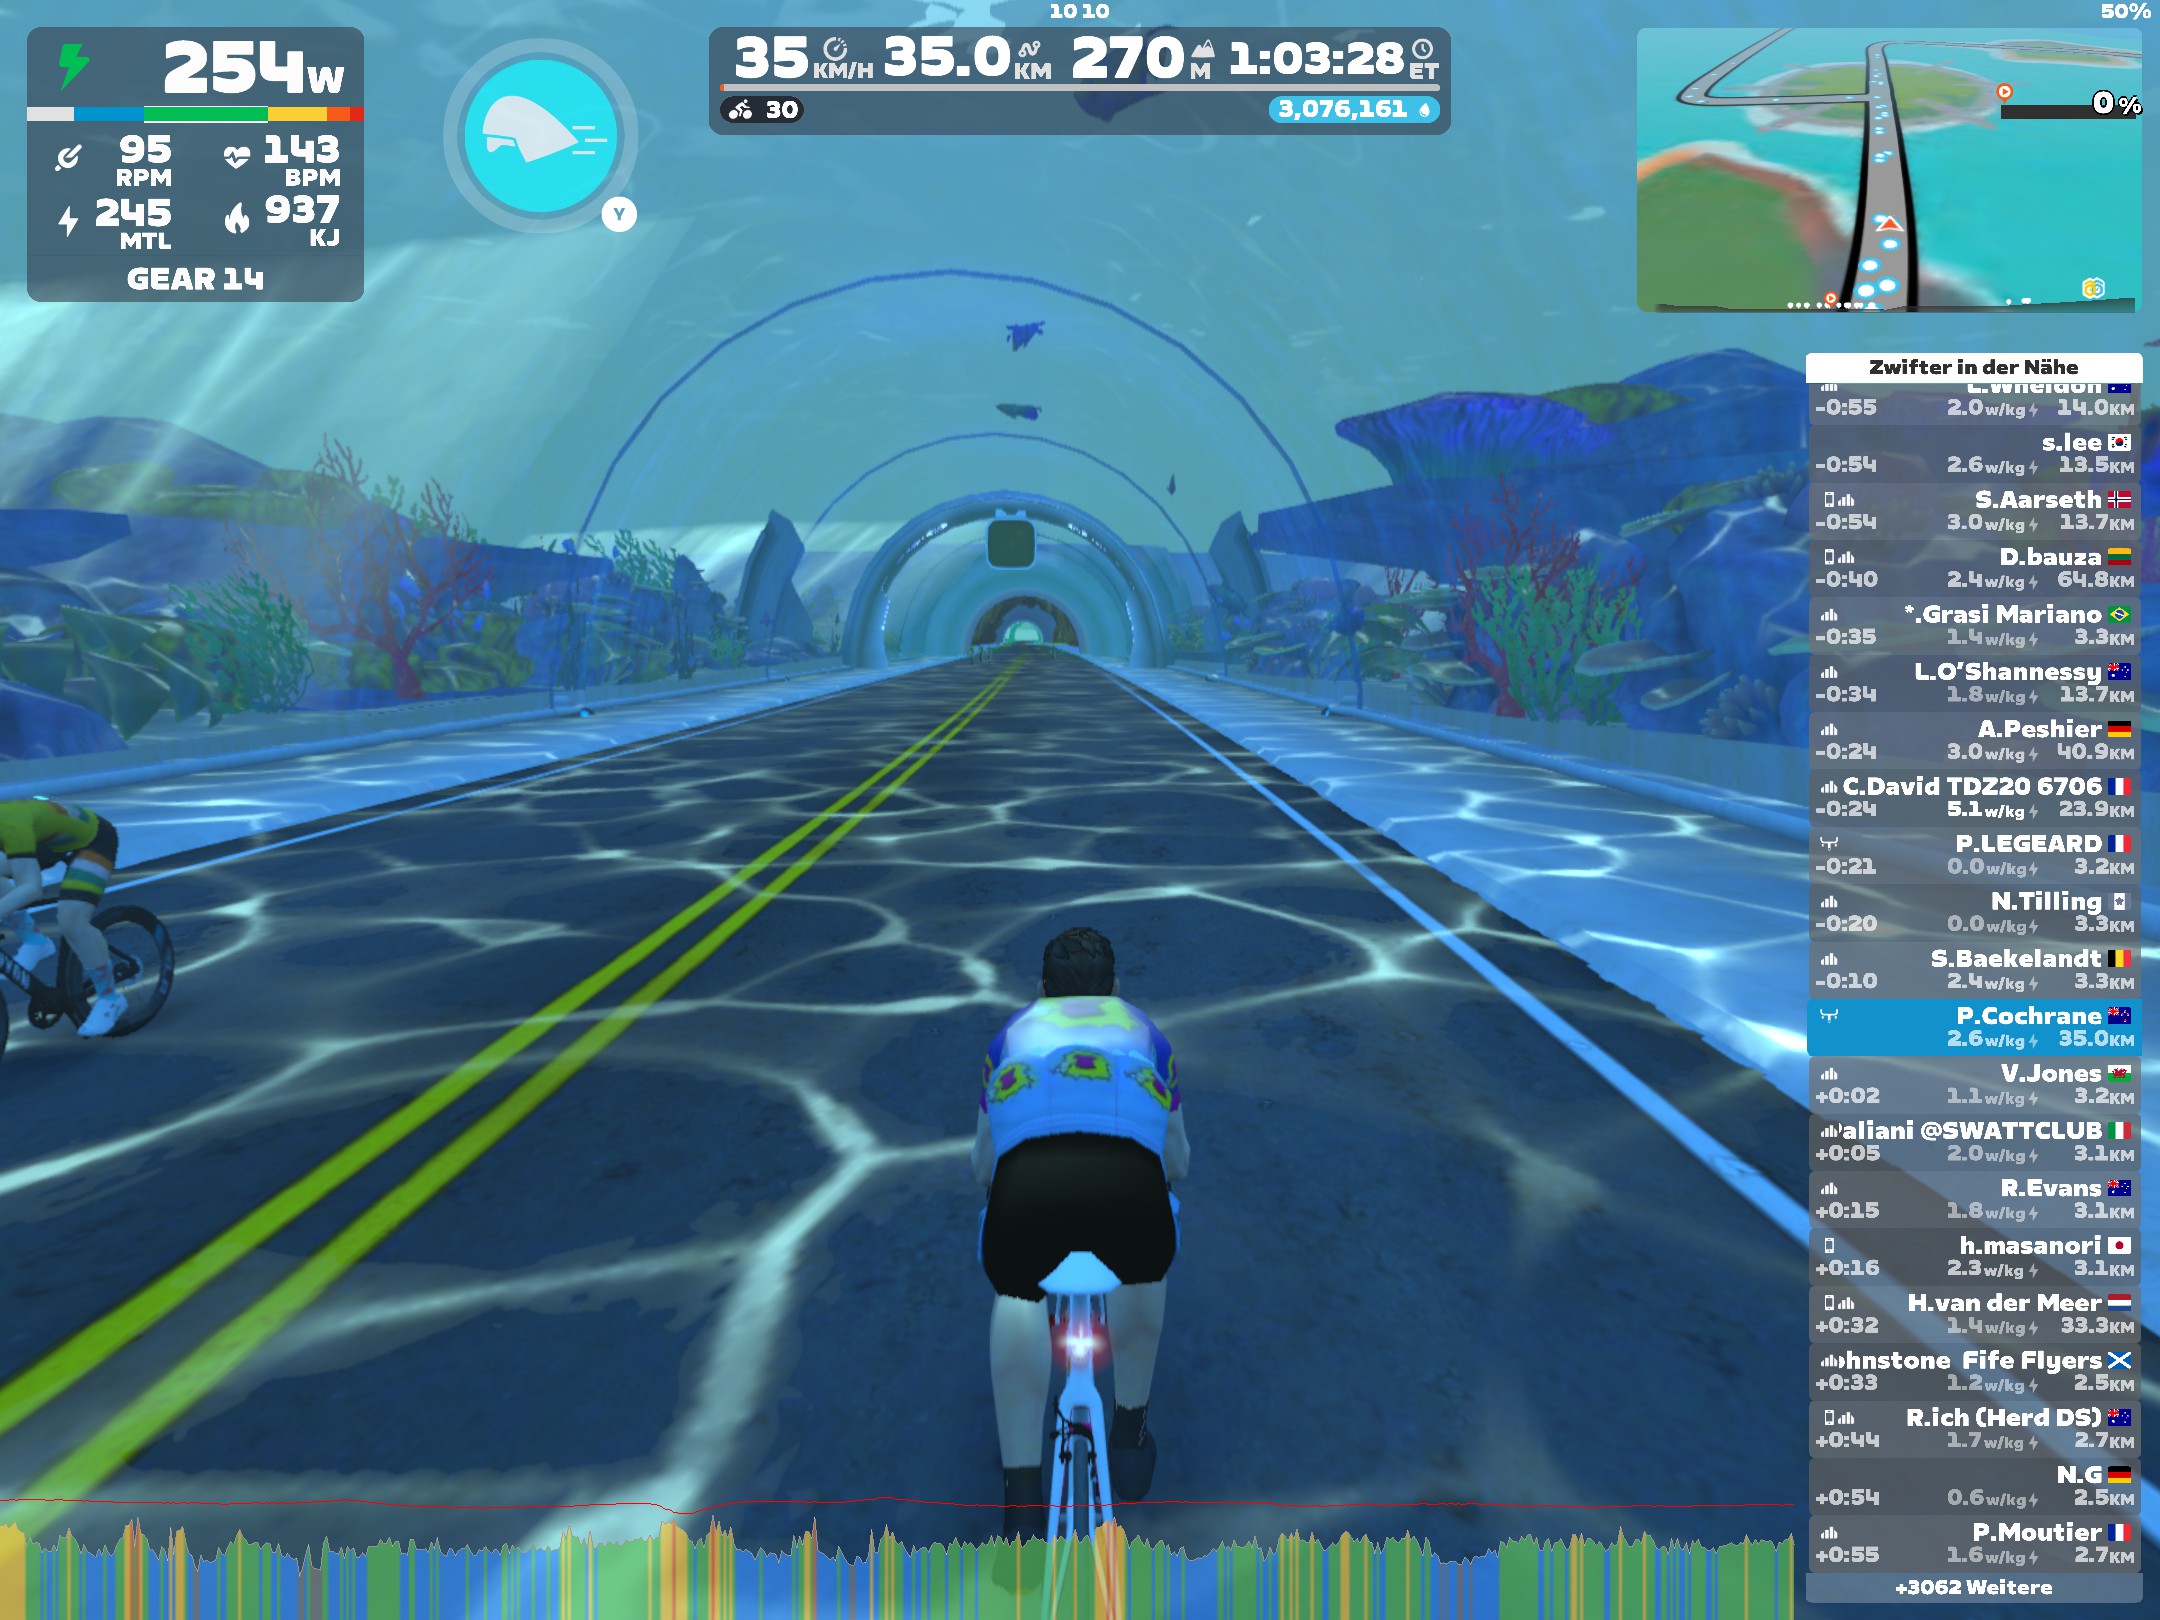 10 10
50%
254w
95 RPM
143 BPM
245 MTL
937 KJ
GEAR 14
Y
35 KM/H 35.0 KM 270 M 1:03:28 ET
30
3,076,161
0%
Zwifter in der Nähe
L.Wheldon
-0:55 2.0w/kg 14.0KM
s.lee
-0:54 2.6w/kg 13.5KM
S.Aarseth
-0:54 3.0w/kg 13.7KM
D.bauza
-0:40 2.4w/kg 64.8KM
*.Grasi Mariano
-0:35 1.4w/kg 3.3KM
L.O'Shannessy
-0:34 1.8w/kg 13.7KM
A.Peshier
-0:24 3.0w/kg 40.9KM
C.David TDZ20 6706
-0:24 5.1w/kg 23.9KM
P.LEGEARD
-0:21 0.0w/kg 3.2KM
N.Tilling
-0:20 0.0w/kg 3.3KM
S.Baekelandt
-0:10 2.4w/kg 3.3KM
P.Cochrane
2.6w/kg 35.0KM
V.Jones
+0:02 1.1w/kg 3.2KM
aliani @SWATTCLUB
+0:05 2.0w/kg 3.1KM
R.Evans
+0:15 1.8w/kg 3.1KM
h.masanori
+0:16 2.3w/kg 3.1KM
H.van der Meer
+0:32 1.4w/kg 33.3KM
hnstone Fife Flyers
+0:33 1.2w/kg 2.5KM
R.ich (Herd DS)
+0:44 1.7w/kg 2.7KM
N.G
+0:54 0.6w/kg 2.5KM
P.Moutier
+0:55 1.6w/kg 2.7KM
+3062 Weitere